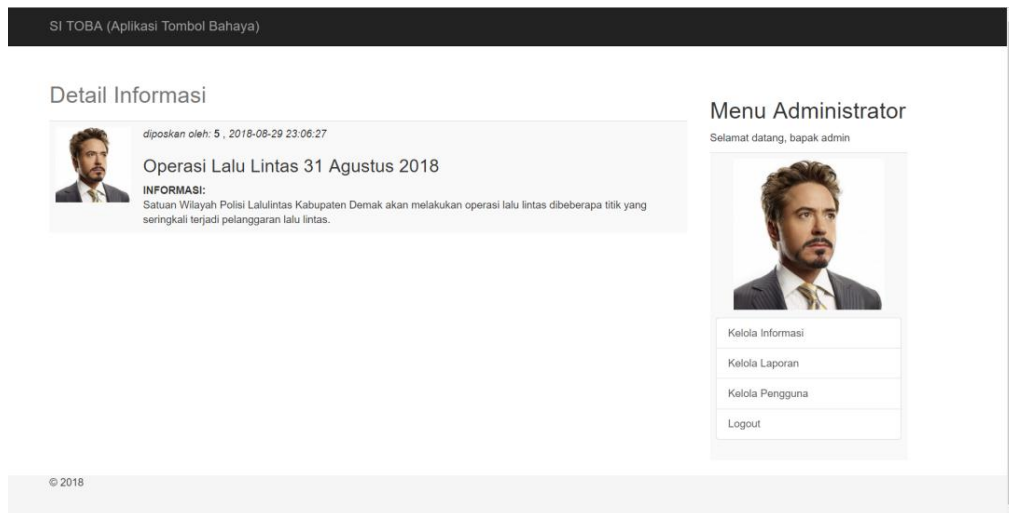 SI TOBA (Aplikasi Tombol Bahaya)
Detail Informasi
diposkan oleh: 5 , 2018-08-29 23:06:27
Operasi Lalu Lintas 31 Agustus 2018
INFORMASI:
Satuan Wilayah Polisi Lalulintas Kabupaten Demak akan melakukan operasi lalu lintas dibeberapa titik yang
seringkali terjadi pelanggaran lalu lintas.
Menu Administrator
Selamat datang, bapak admin
Kelola Informasi
Kelola Laporan
Kelola Pengguna
Logout
© 2018